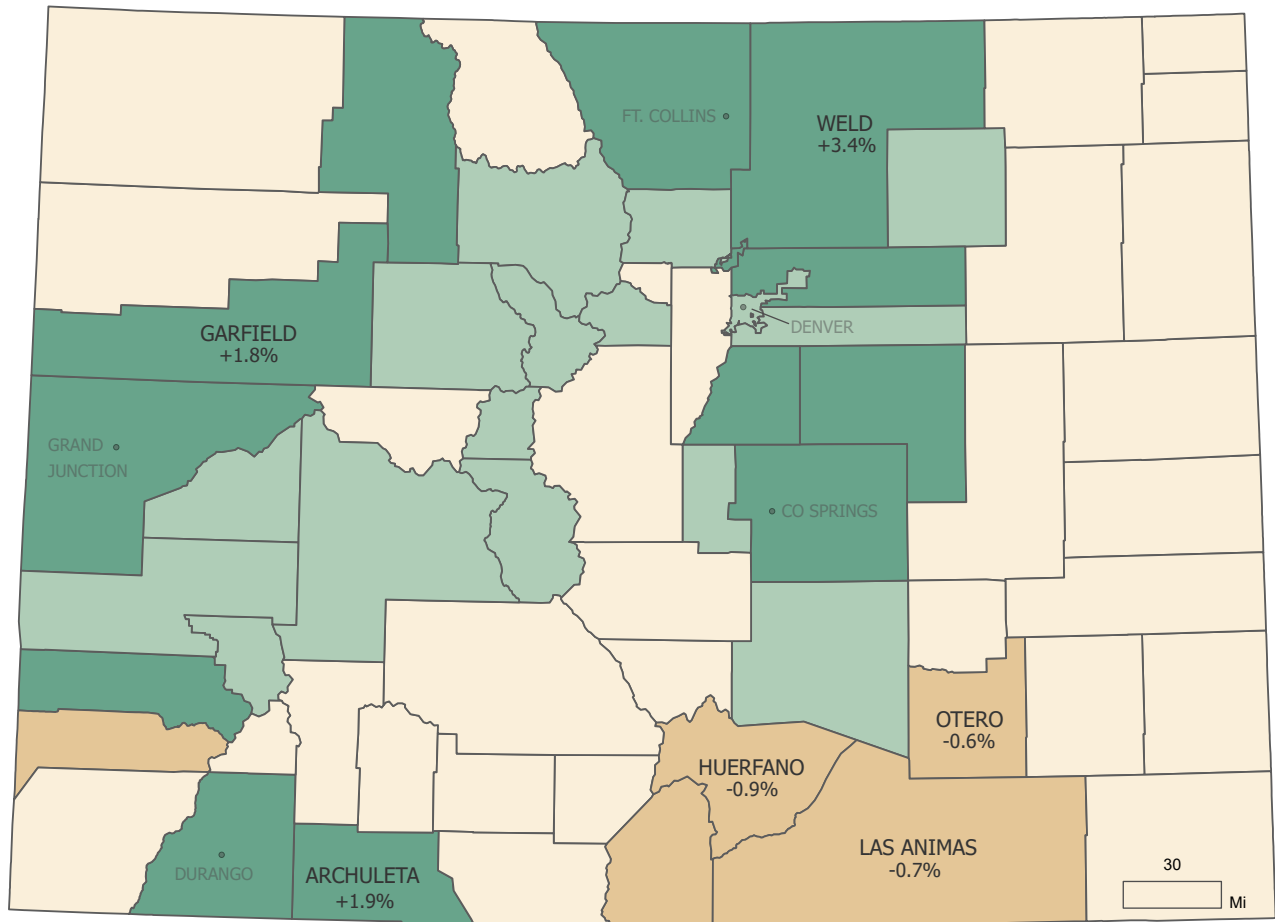 FT. COLLINS
WELD
+3.4%
GARFIELD
+1.8%
DENVER
GRAND
JUNCTION
CO SPRINGS
OTERO
-0.6%
HUERFANO
-0.9%
LAS ANIMAS
-0.7%
DURANGO
ARCHULETA
+1.9%
30
Mi